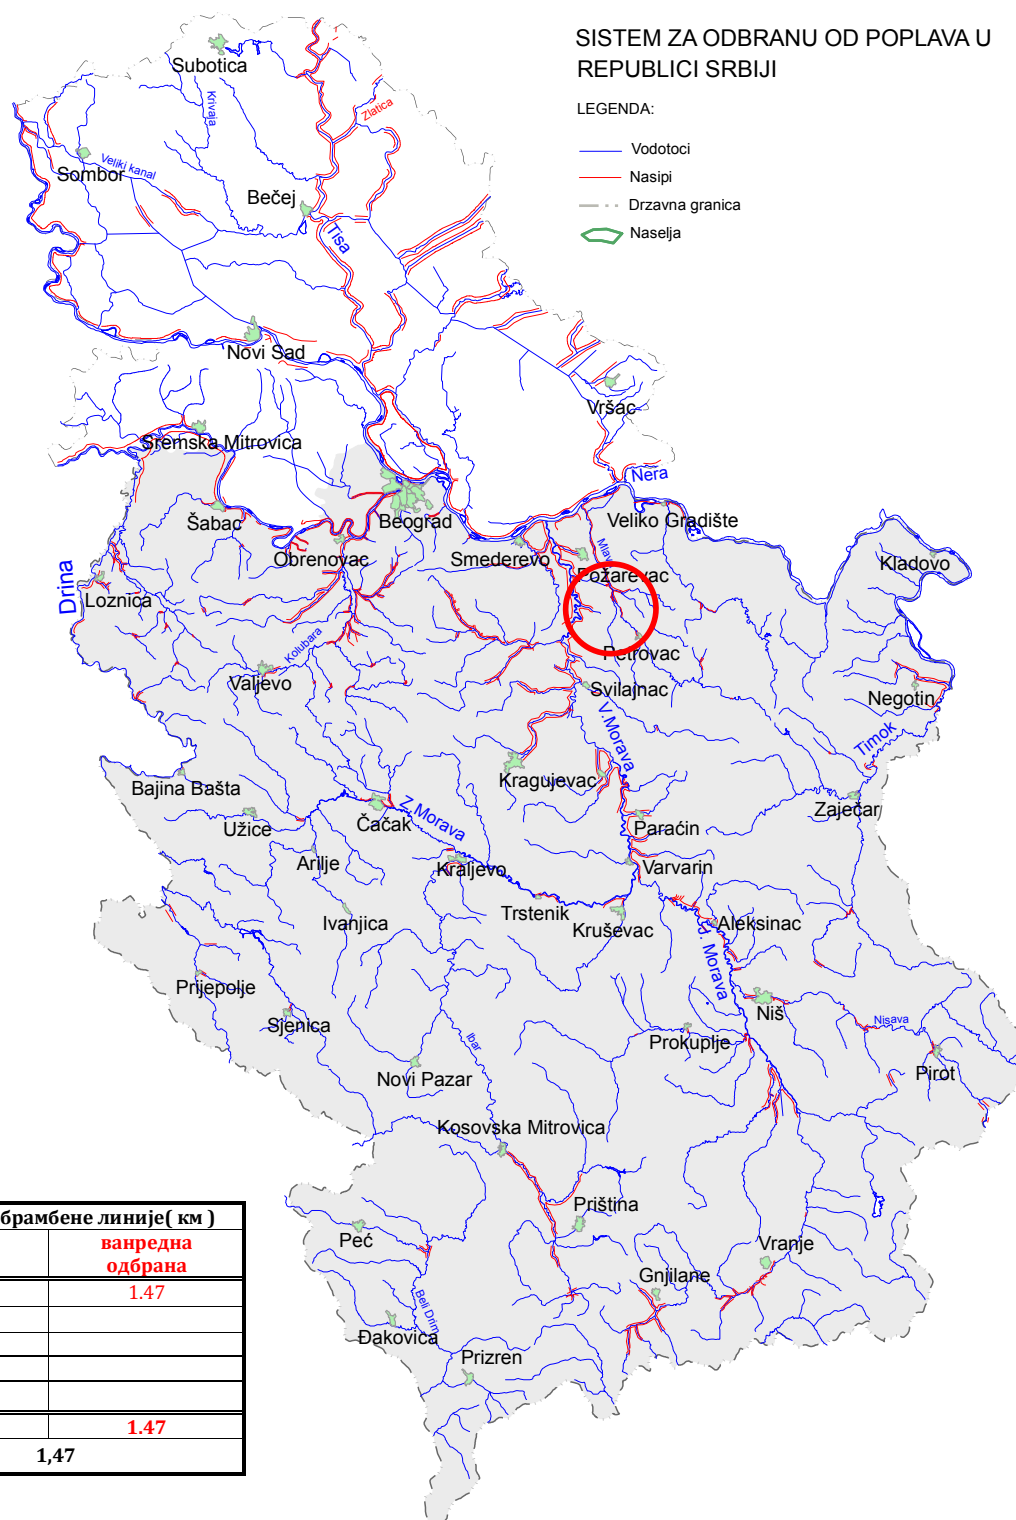 SISTEM ZA ODBRANU OD POPLAVA U
REPUBLICI SRBIJI
LEGENDA:
Vodotoci
Nasipi
Drzavna granica
Naselja
Subotica
Krivaja
Zlatica
Sombor
Veliki kanal
Bečej
Tisa
Novi Sad
Vršac
Sremska Mitrovica
Nera
Šabac
Beograd
Veliko Gradište
Obrenovac
Smederevo
Mlava
Kladovo
Drina
Loznica
Požarevac
Kolubara
Petrovac
Valjevo
Svilajnac
Negotin
V.Morava
Timok
Bajina Bašta
Kragujevac
Užice
Čačak
Z.Morava
Zaječar
Paraćin
Arilje
Kraljevo
Varvarin
Ivanjica
Trstenik
Kruševac
Aleksinac
J. Morava
Prijepolje
Niš
Sjenica
Ibar
Prokuplje
Nisava
Novi Pazar
Pirot
Kosovska Mitrovica
Priština
Peć
Vranje
Gnjilane
Beli Drim
Đakovica
Prizren
брамбене линије( км )
ванредна
одбрана
1.47
1.47
1,47